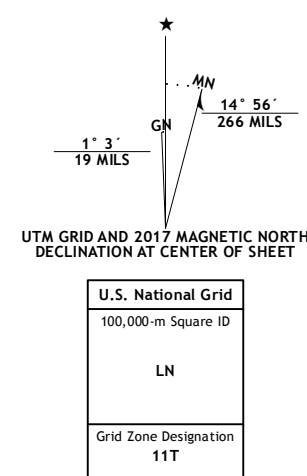 MN
GN
14° 56´
266 MILS
1° 3´
19 MILS
UTM GRID AND 2017 MAGNETIC NORTH
DECLINATION AT CENTER OF SHEET
U.S. National Grid
100,000-m Square ID
LN
Grid Zone Designation
11T